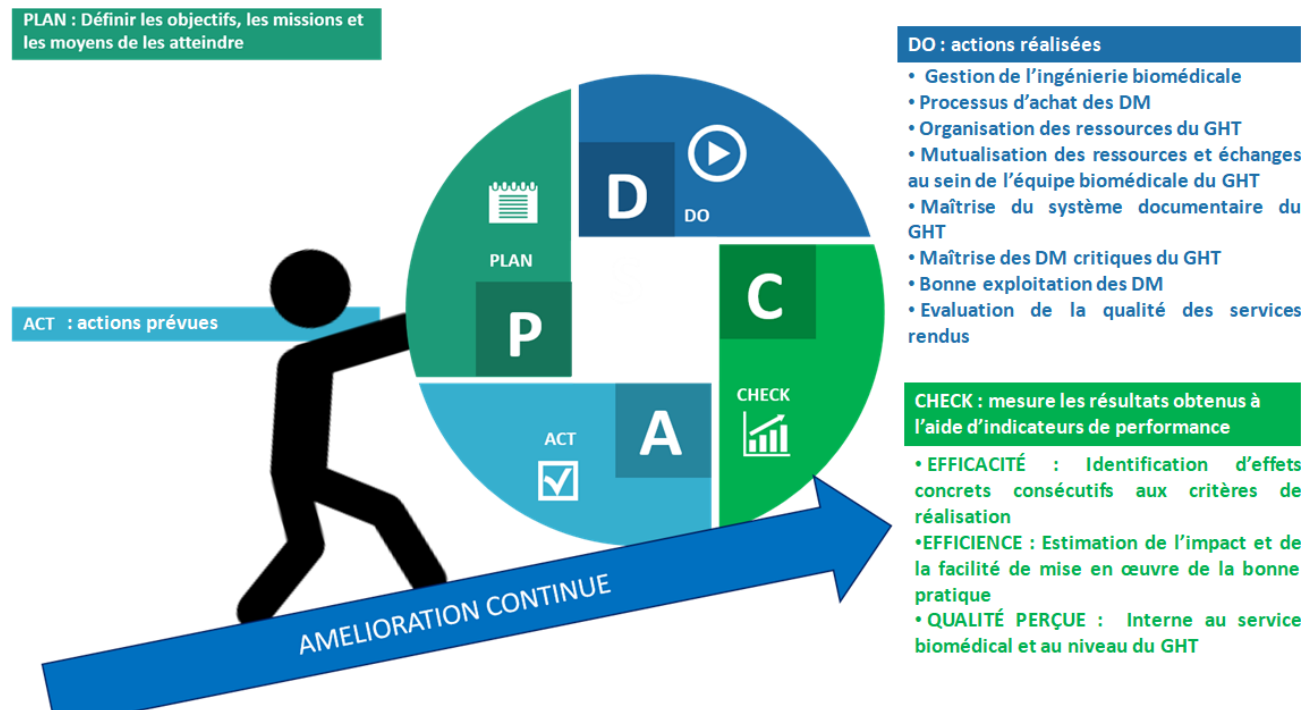 PLAN : Définir les objectifs, les missions et
les moyens de les atteindre
DO : actions réalisées
• Gestion de l'ingénierie biomédicale
• Processus d'achat des DM
• Organisation des ressources du GHT
• Mutualisation des ressources et échanges
au sein de l'équipe biomédicale du GHT
• Maîtrise du système documentaire du
GHT
• Maîtrise des DM critiques du GHT
• Bonne exploitation des DM
• Evaluation de la qualité des services
rendus
D
DO
PLAN
P
C
CHECK
A
ACT
ACT : actions prévues
CHECK : mesure les résultats obtenus à
l'aide d'indicateurs de performance
• EFFICACITÉ : Identification d'effets
concrets consécutifs aux critères de
réalisation
•EFFICIENCE : Estimation de l'impact et de
la facilité de mise en œuvre de la bonne
pratique
• QUALITÉ PERÇUE : Interne au service
biomédical et au niveau du GHT
AMELIORATION CONTINUE